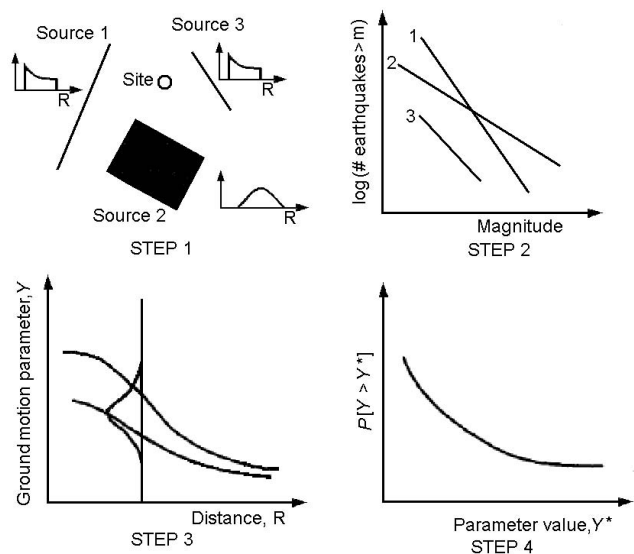 Source 1
Source 3
R
Site
R
Source 2
R
STEP 1
log(# earthquakes>m)
1
2
3
Magnitude
STEP 2
Ground motion parameter,Y
Distance, R
STEP 3
P[Y > Y*]
Parameter value,Y*
STEP 4